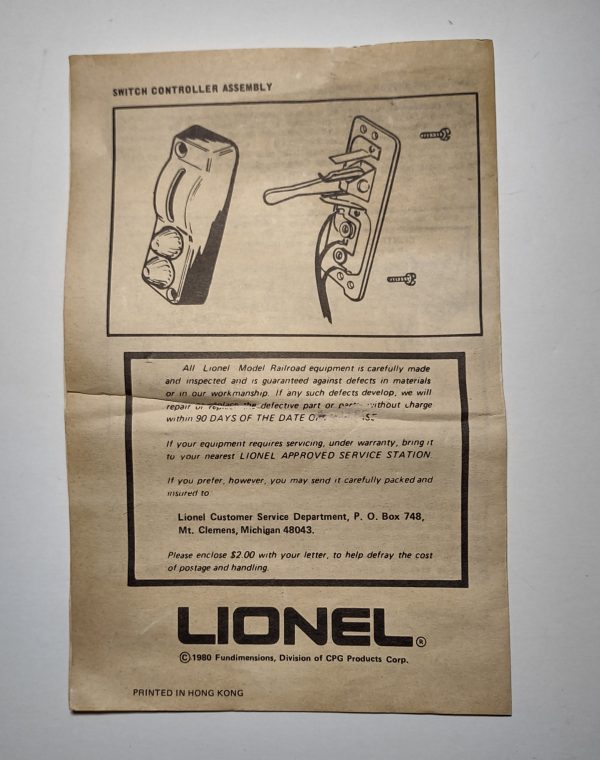 SWITCH CONTROLLER ASSEMBLY
All Lionel Model Railroad equipment is carefully made
and inspected and is guaranteed against defects in materials
or in our workmanship. If any such defects develop, we will
repair or replace the defective part or parts without charge
within 90 DAYS OF THE DATE OF
If your equipment requires servicing, under warranty, bring it
to your nearest LIONEL APPROVED SERVICE STATION
If you prefer, however, you may send it carefully packed and
insured to
Lionel Customer Service Department, P. O. Box 748,
Mt. Clemens, Michigan 48043.
Please enclose $2.00 with your letter, to help defray the cost
of postage and handling.
LIONEL®
©1980 Fundimensions, Division of CPG Products Corp.
PRINTED IN HONG KONG